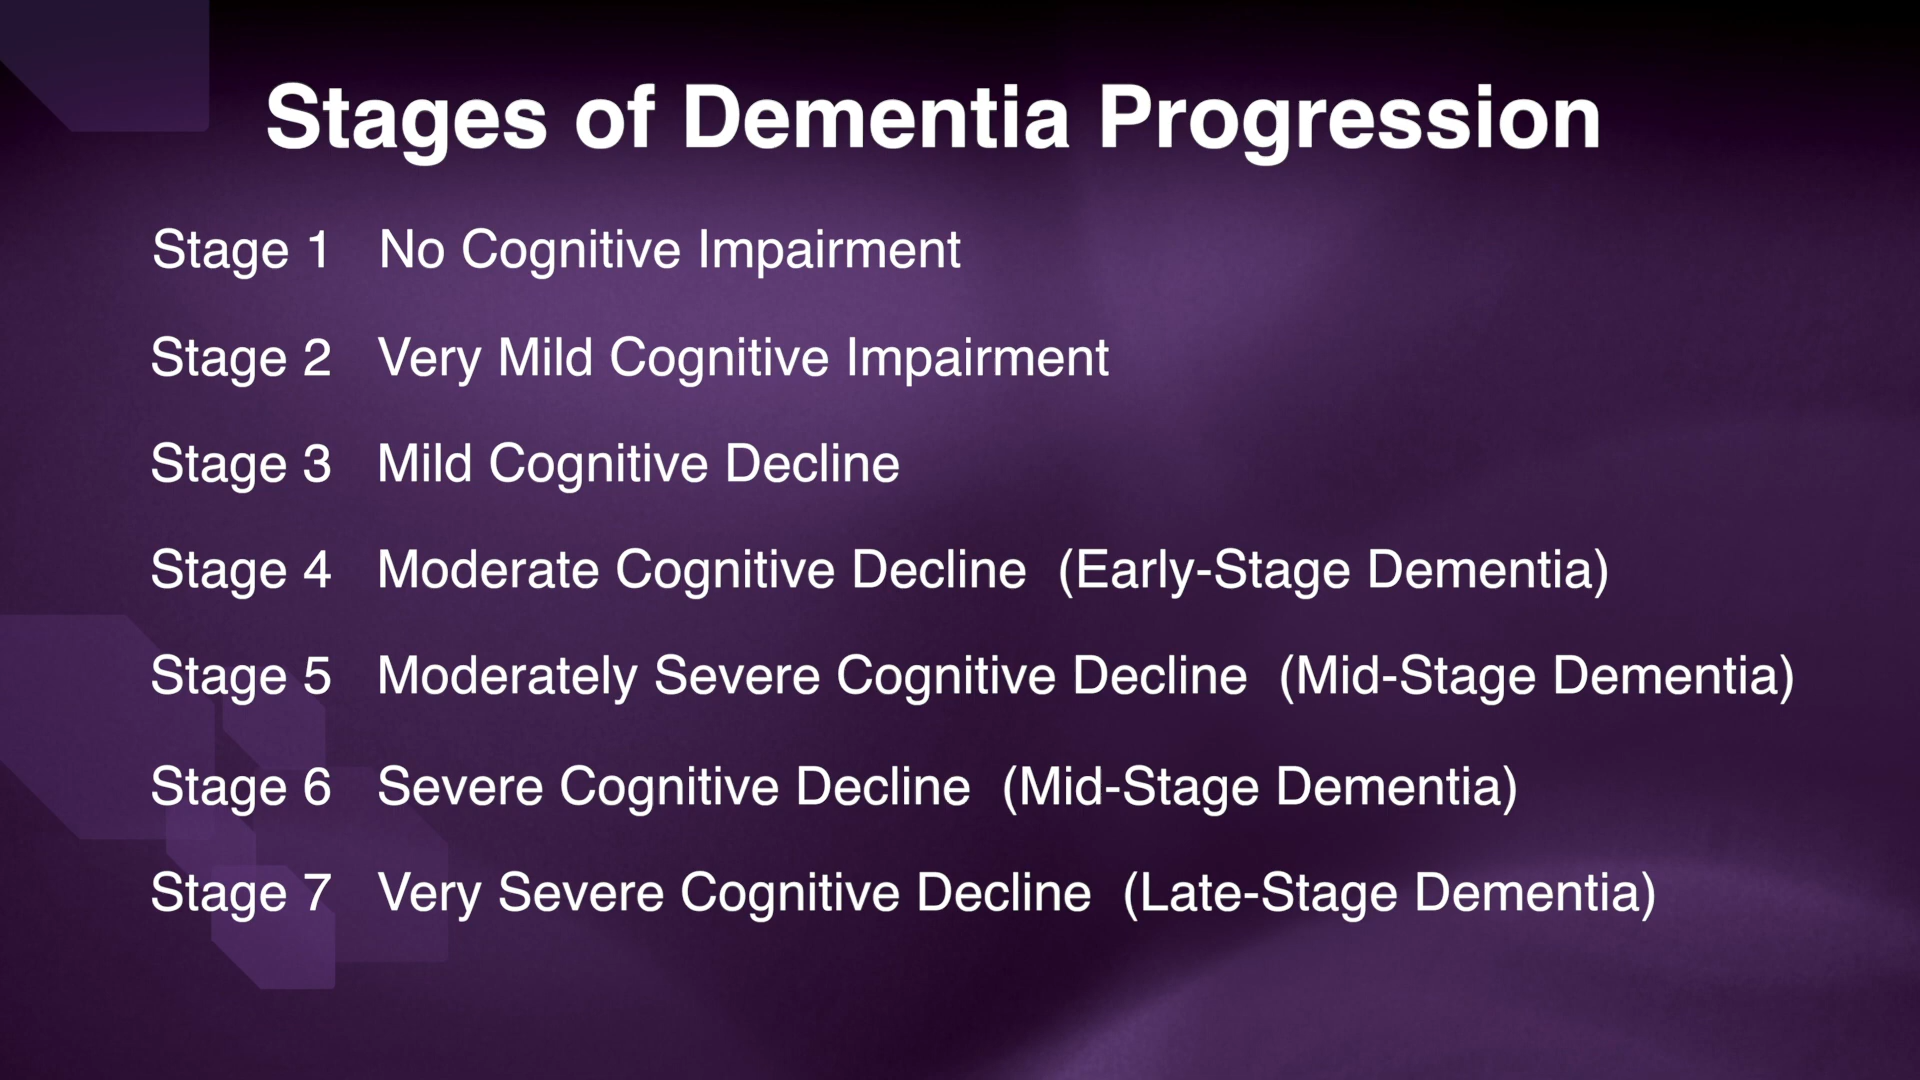 Stages of Dementia Progression
Stage 1 No Cognitive Impairment
Stage 2 Very Mild Cognitive Impairment
Stage 3 Mild Cognitive Decline
Stage 4 Moderate Cognitive Decline (Early-Stage Dementia)
Stage 5 Moderately Severe Cognitive Decline (Mid-Stage Dementia)
Stage 6 Severe Cognitive Decline (Mid-Stage Dementia)
Stage 7 Very Severe Cognitive Decline (Late-Stage Dementia)